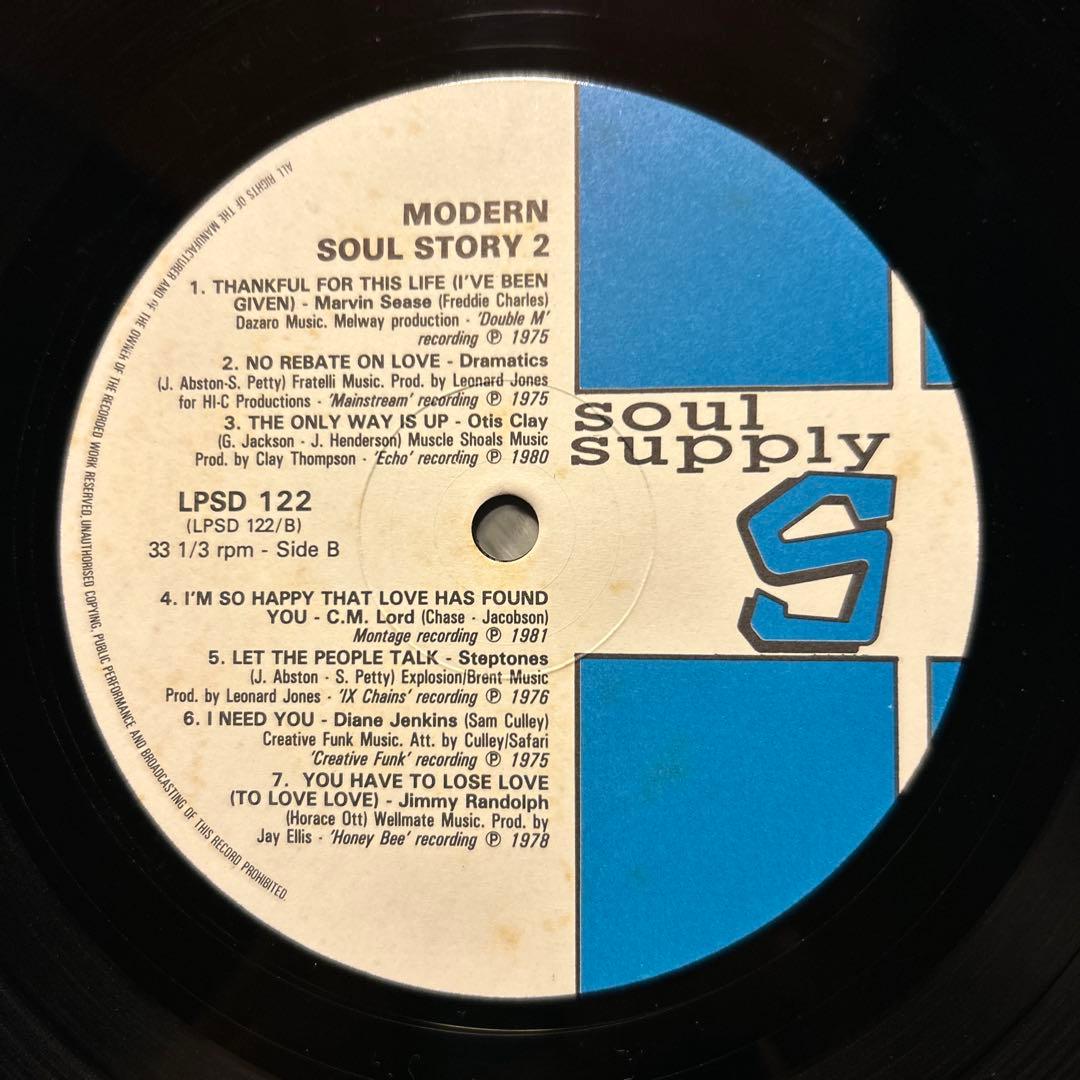 MODERN
SOUL STORY 2
1. THANKFUL FOR THIS LIFE (I'VE BEEN
GIVEN) - Marvin Sease (Freddie Charles)
Dazaro Music. Melway production - 'Double M'
recording ℗ 1975
2. NO REBATE ON LOVE - Dramatics
(J. Abston-S. Petty) Fratelli Music. Prod. by Leonard Jones
for HI-C Productions - 'Mainstream' recording ℗ 1975
3. THE ONLY WAY IS UP - Otis Clay
(G. Jackson - J. Henderson) Muscle Shoals Music
Prod. by Clay Thompson - 'Echo' recording ℗ 1980
LPSD 122
(LPSD 122/B)
33 1/3 rpm - Side B
4. I'M SO HAPPY THAT LOVE HAS FOUND
YOU - C.M. Lord (Chase - Jacobson)
Montage recording ℗ 1981
5. LET THE PEOPLE TALK - Steptones
(J. Abston - S. Petty) Explosion/Brent Music
Prod. by Leonard Jones - 'IX Chains' recording ℗ 1976
6. I NEED YOU - Diane Jenkins (Sam Culley)
Creative Funk Music. Att. by Culley/Safari
'Creative Funk' recording ℗ 1975
7. YOU HAVE TO LOSE LOVE
(TO LOVE LOVE) - Jimmy Randolph
(Horace Ott) Wellmate Music. Prod. by
Jay Ellis - 'Honey Bee' recording ℗ 1978
soul
supply
S
ALL RIGHTS OF THE MANUFACTURER AND OF THE OWNER OF THE RECORDED WORK RESERVED, UNAUTHORISED COPYING, PUBLIC PERFORMANCE AND BROADCASTING OF THIS RECORD PROHIBITED.